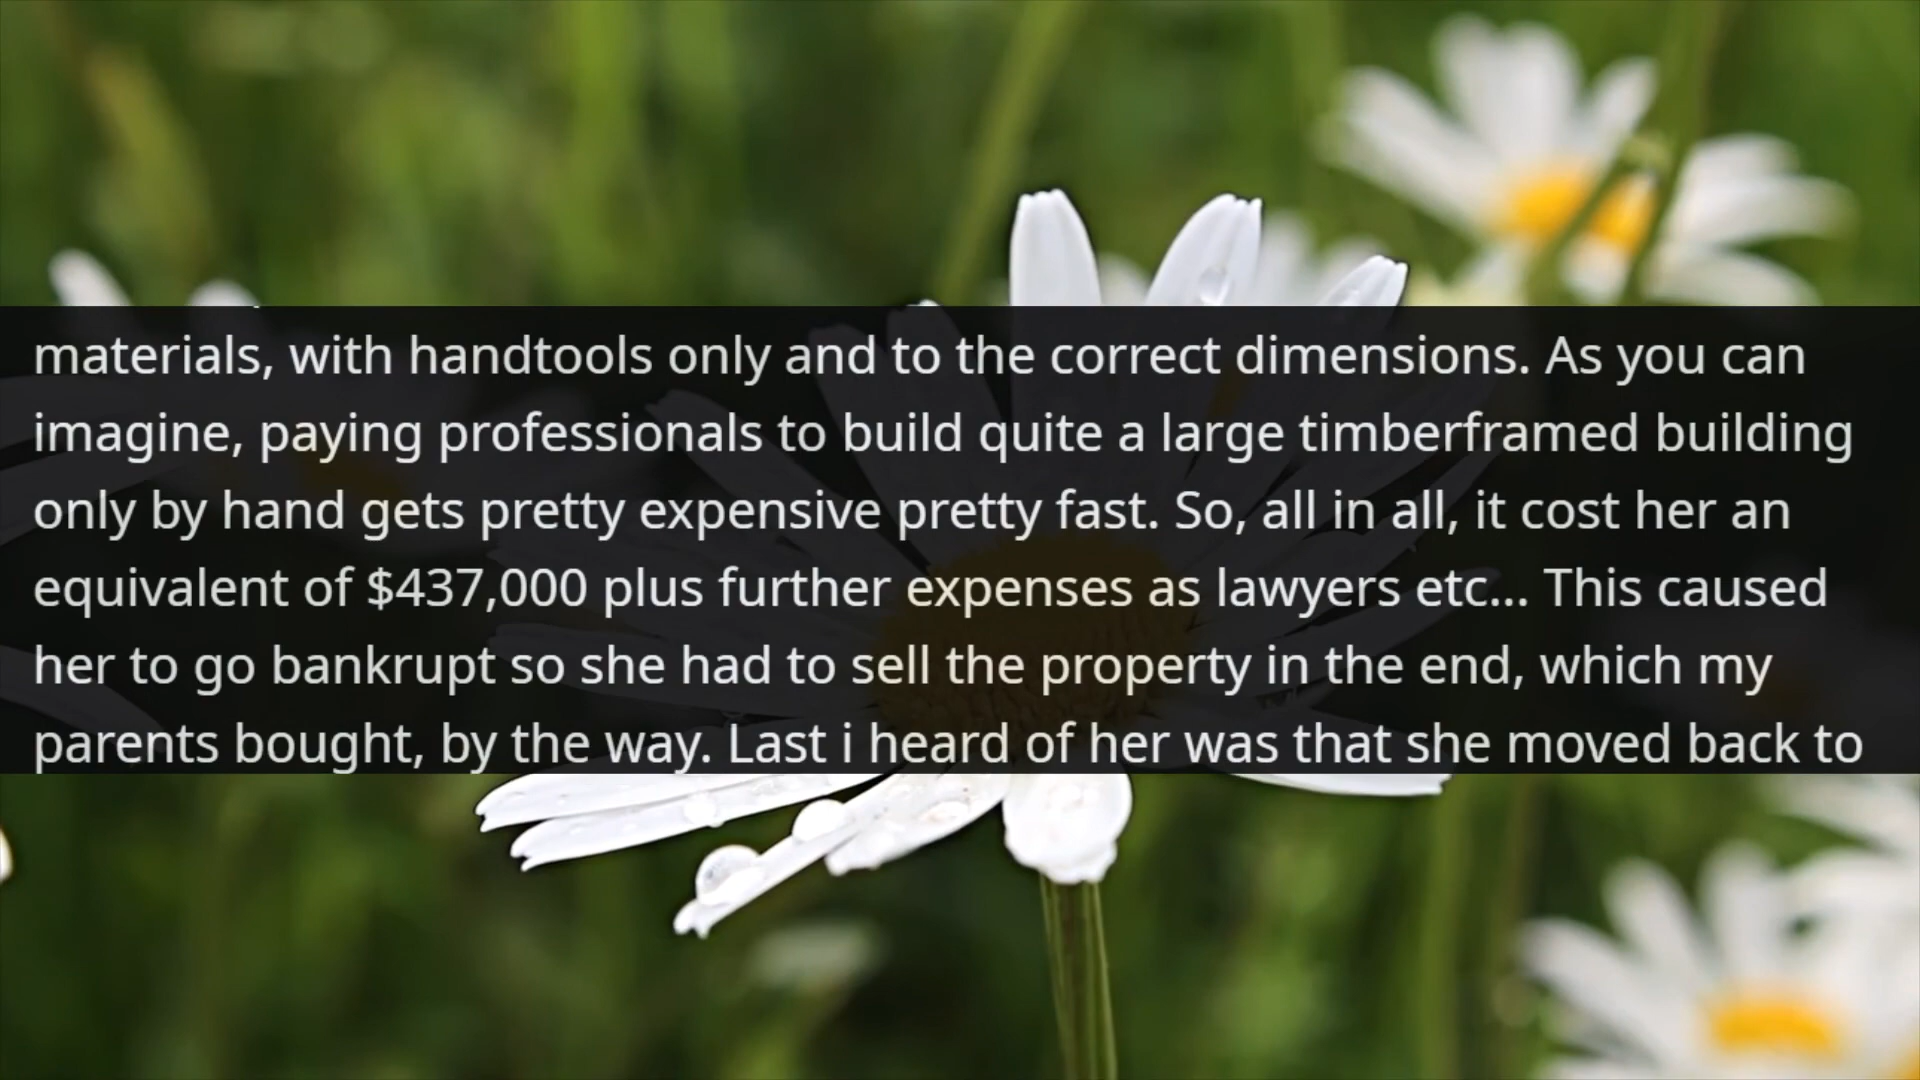 materials, with handtools only and to the correct dimensions. As you can
imagine, paying professionals to build quite a large timberframed building
only by hand gets pretty expensive pretty fast. So, all in all, it cost her an
equivalent of $437,000 plus further expenses as lawyers etc... This caused
her to go bankrupt so she had to sell the property in the end, which my
parents bought, by the way. Last i heard of her was that she moved back to